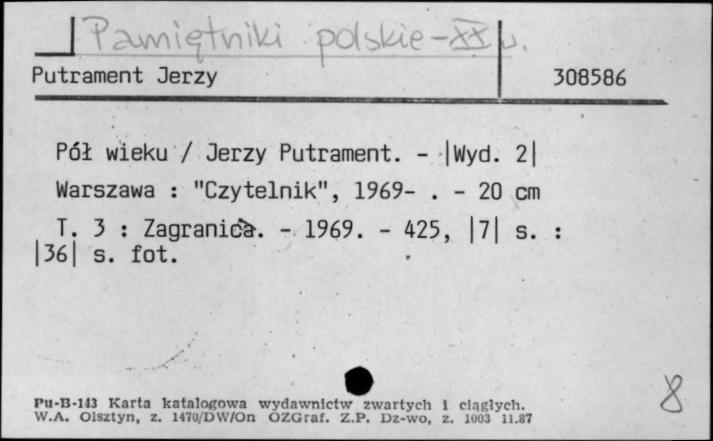 Pamiętniki polskie - XX w.
Putrament Jerzy 308586
Pół wieku / Jerzy Putrament. - |Wyd. 2|
Warszawa : "Czytelnik", 1969- . - 20 cm
T. 3 : Zagranica. - 1969. - 425, |7| s. :
|36| s. fot.
8
Pu-B-143 Karta katalogowa wydawnictw zwartych i ciągłych.
W.A. Olsztyn, z. 1470/DW/On OZGraf. Z.P. Dz-wo, z. 1003 11.87